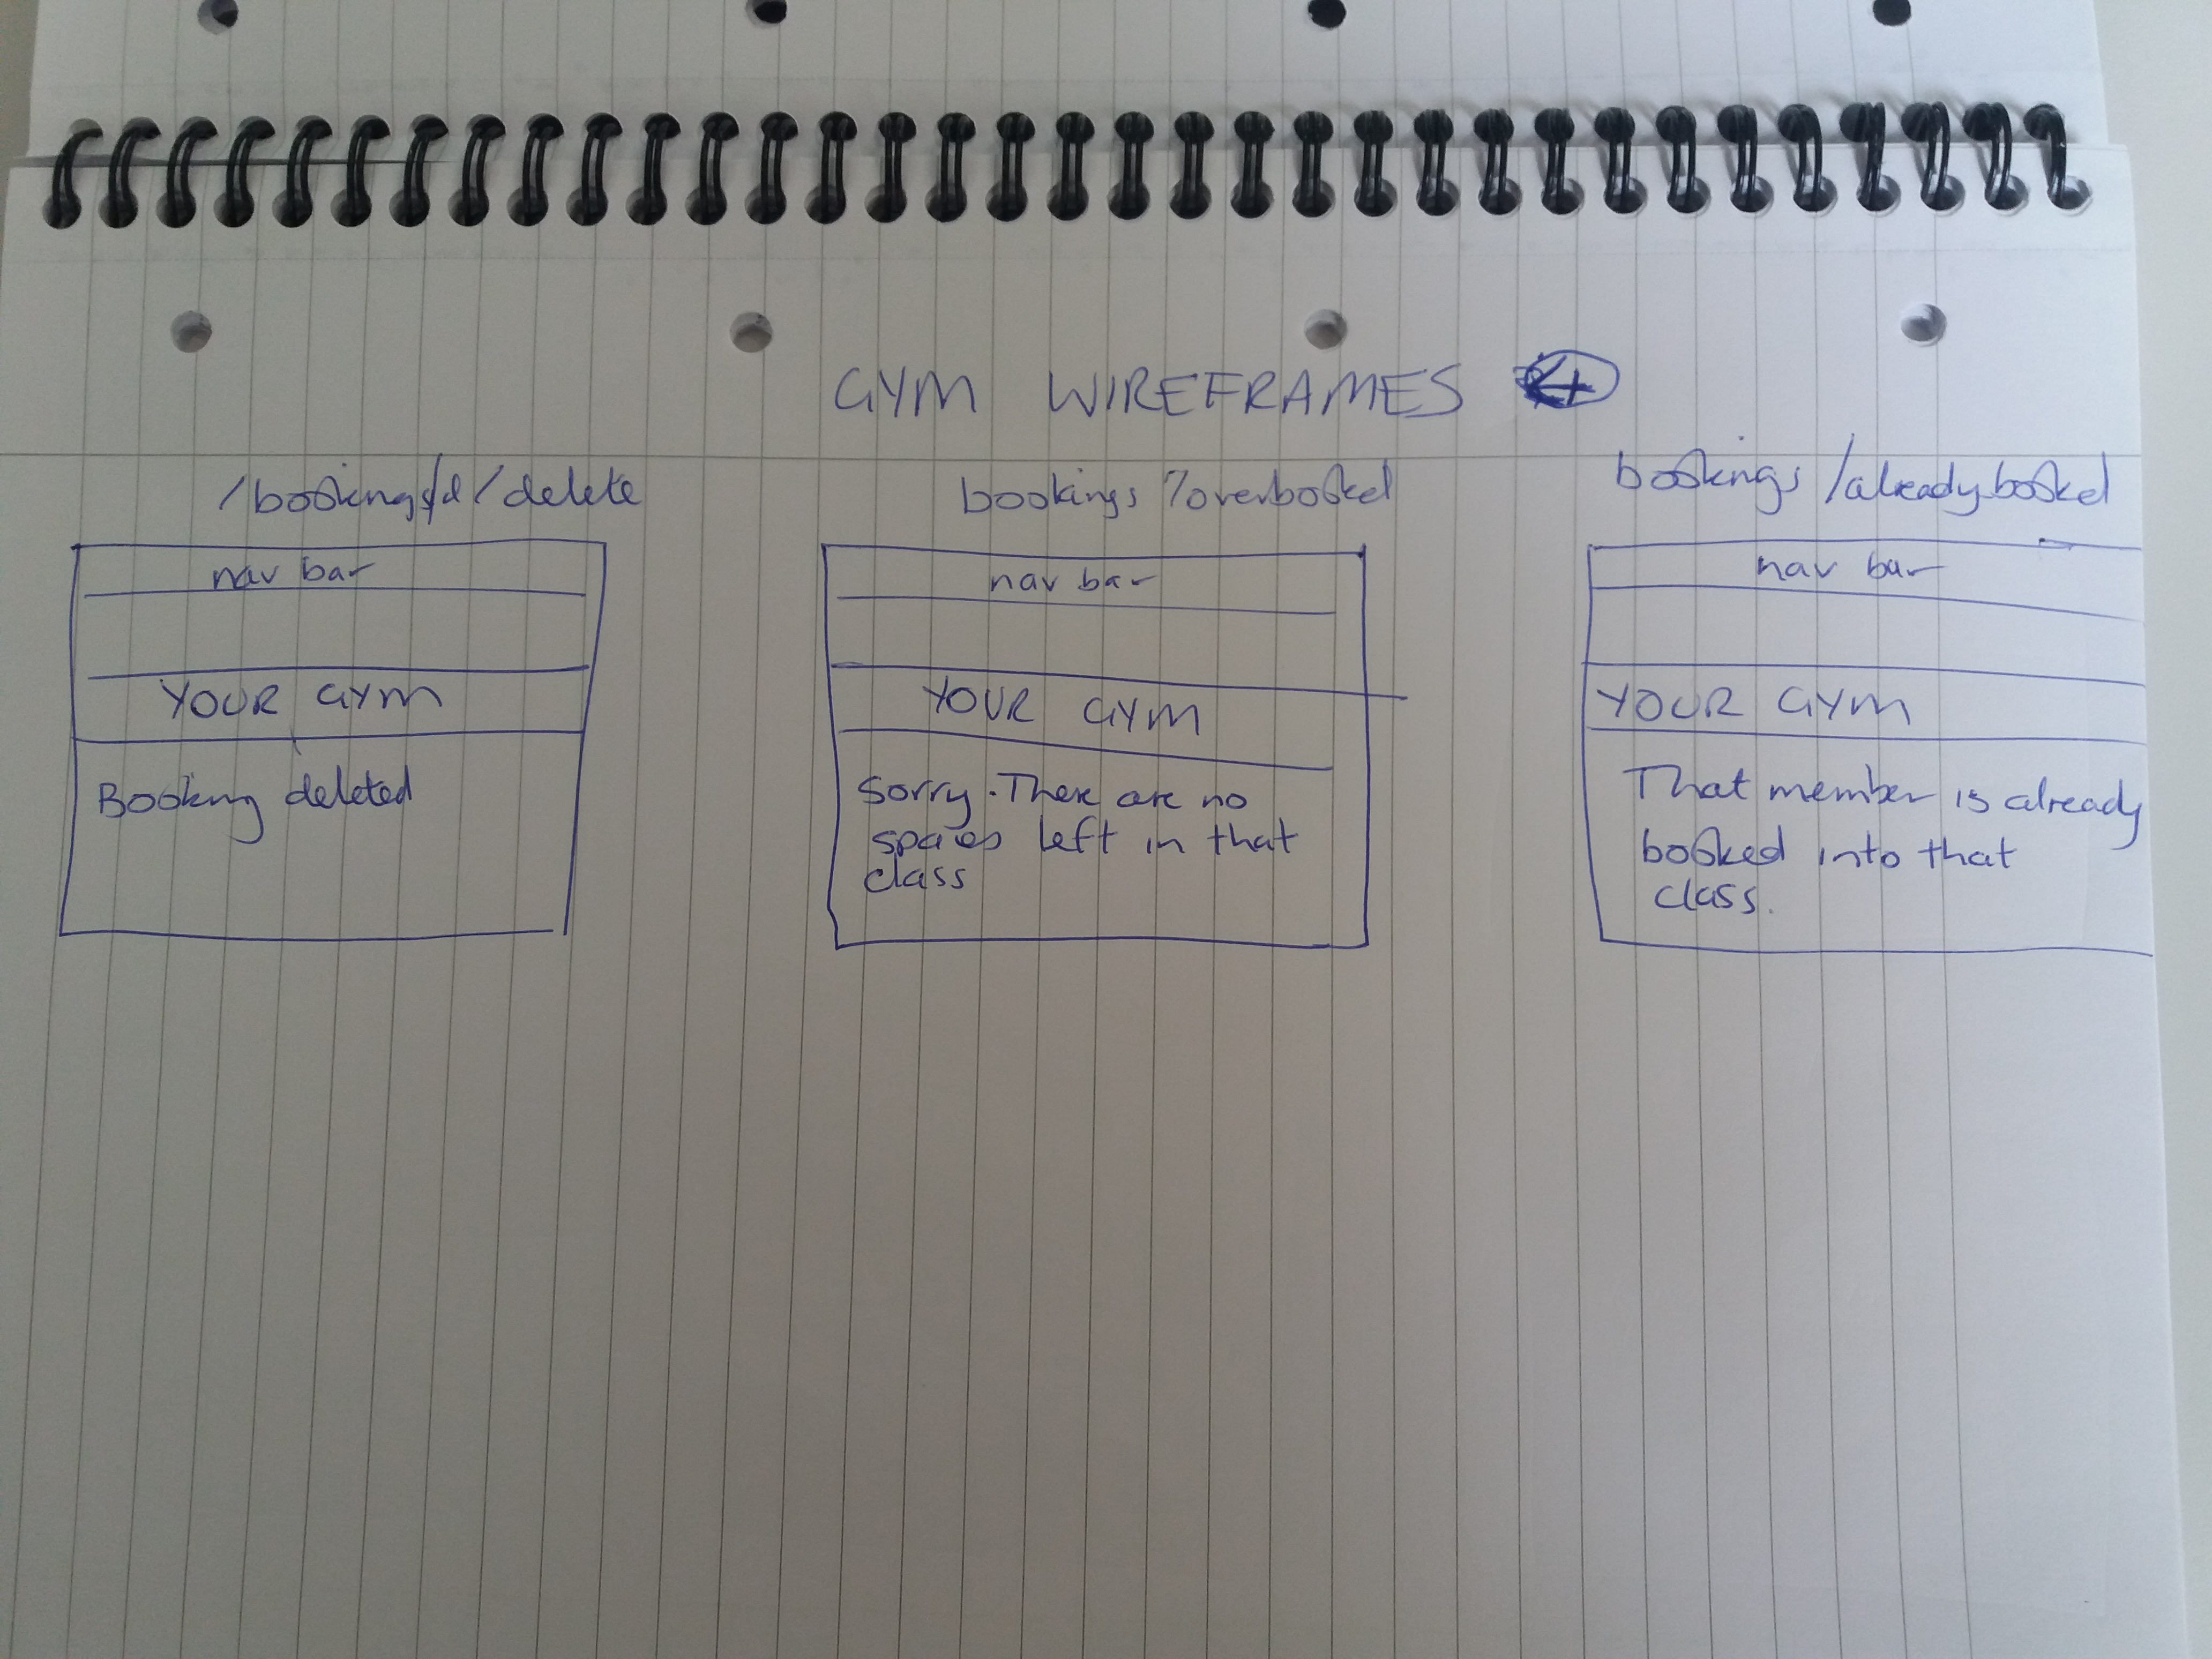 GYM WIREFRAMES 4
/bookings/id/delete
nav bar
YOUR GYM
Booking deleted
bookings /overbooked
nav bar
YOUR GYM
Sorry. There are no
spaces left in that
class
bookings /already_booked
nav bar
YOUR GYM
That member is already
booked into that
class.